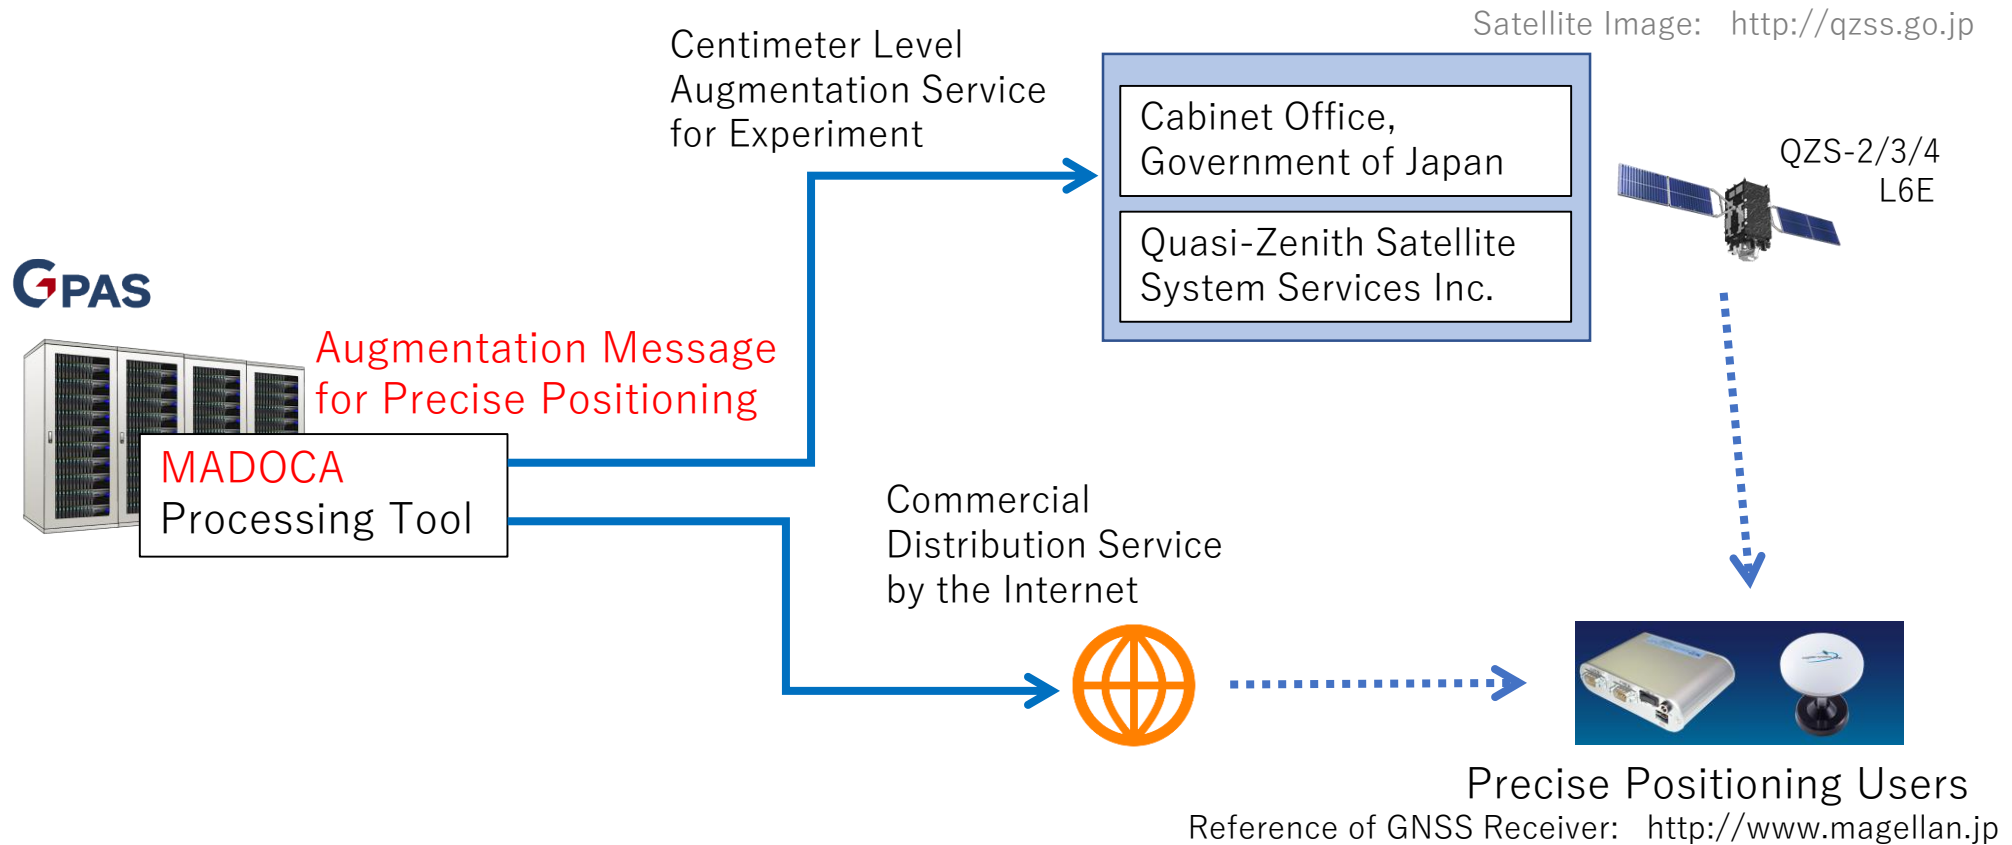 Satellite Image: http://qzss.go.jp
Centimeter Level
Augmentation Service
for Experiment
Cabinet Office,
Government of Japan
Quasi-Zenith Satellite
System Services Inc.
QZS-2/3/4
L6E
GPAS
Augmentation Message
for Precise Positioning
MADOCA
Processing Tool
Commercial
Distribution Service
by the Internet
Precise Positioning Users
Reference of GNSS Receiver: http://www.magellan.jp